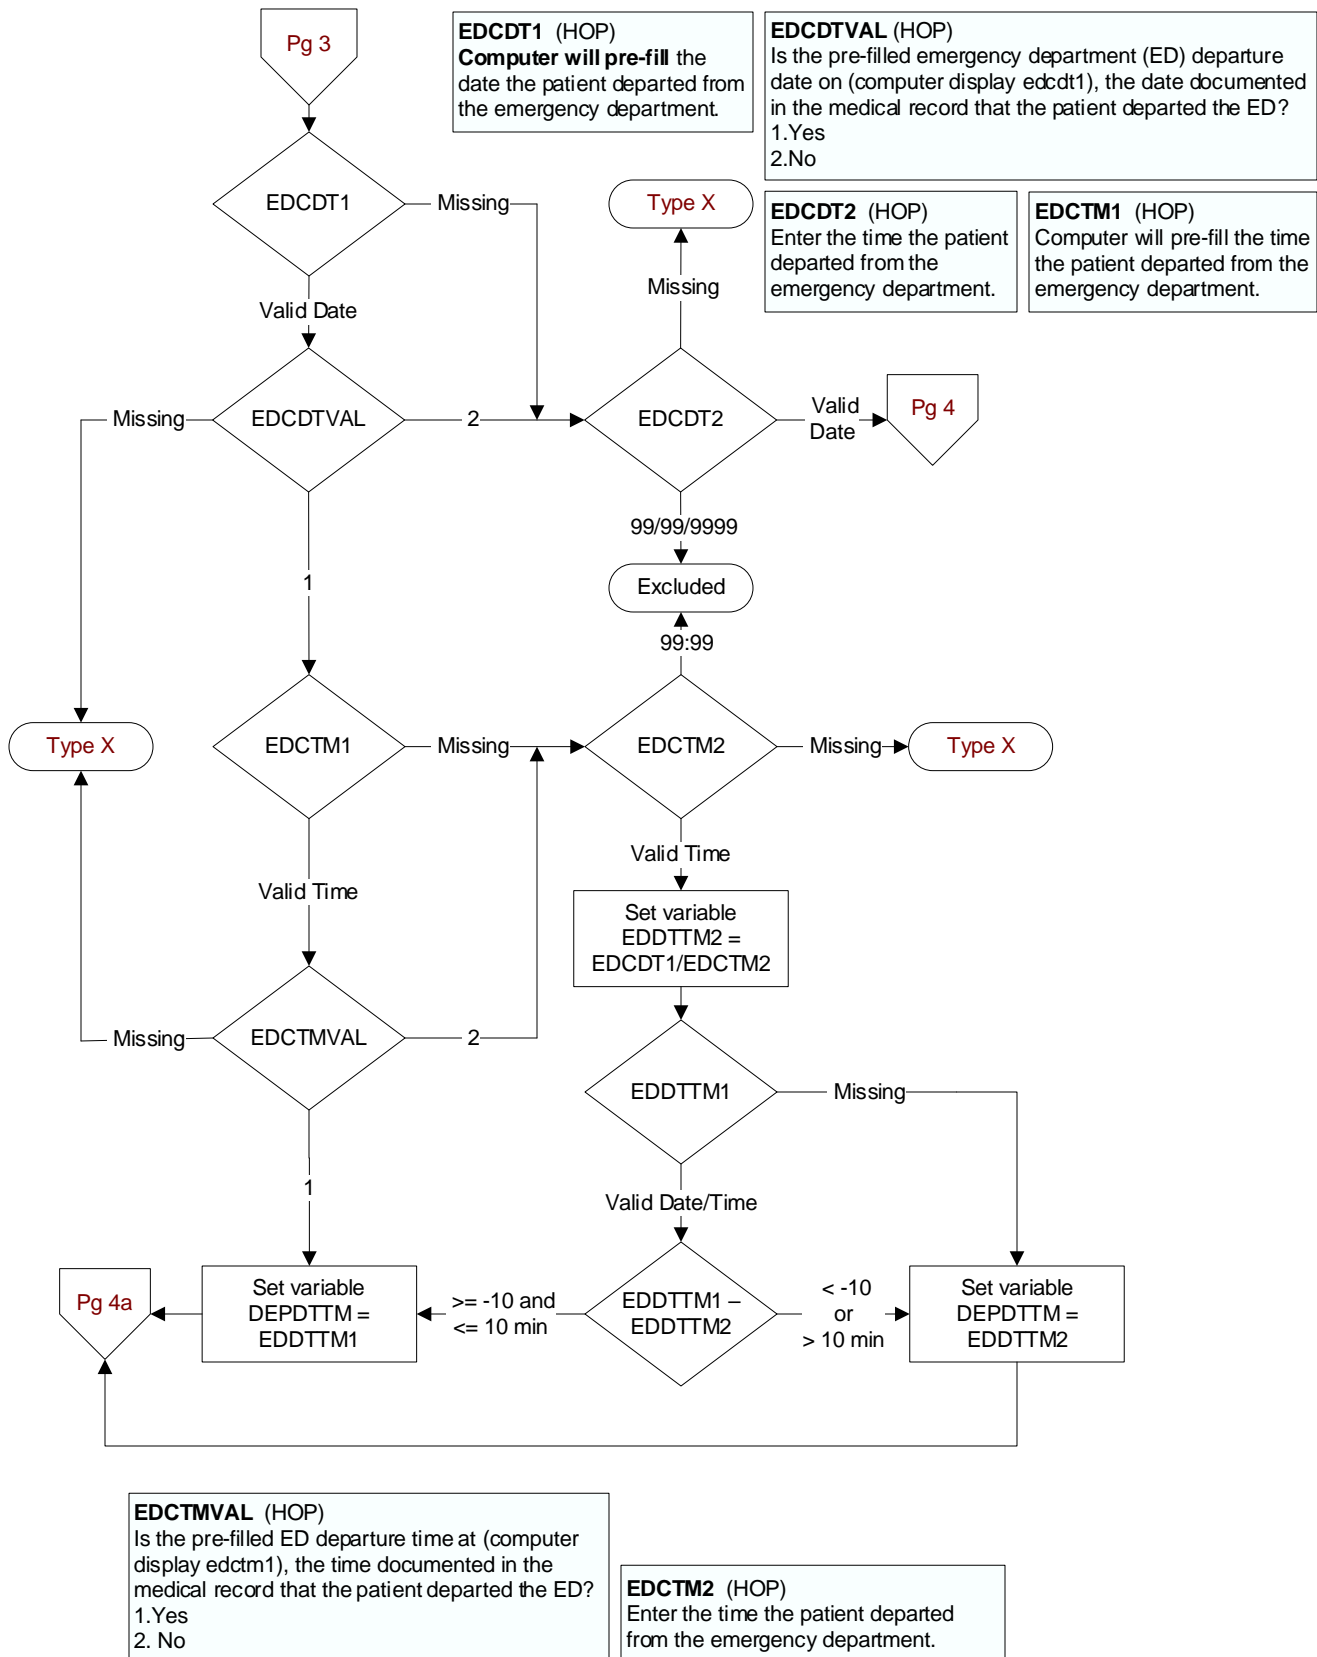 Pg 3
EDCDT1 (HOP)
Computer will pre-fill the
date the patient departed from
the emergency department.
EDCDTVAL (HOP)
Is the pre-filled emergency department (ED) departure
date on (computer display edcdt1), the date documented
in the medical record that the patient departed the ED?
1.Yes
2.No
EDCDT1
Missing
Type X
EDCDT2 (HOP)
Enter the time the patient
departed from the
emergency department.
EDCTM1 (HOP)
Computer will pre-fill the time
the patient departed from the
emergency department.
Missing
Valid Date
Missing
EDCDTVAL
2
EDCDT2
Valid
Date
Pg 4
99/99/9999
1
Excluded
99:99
Type X
EDCTM1
Missing
EDCTM2
Missing
Type X
Valid Time
Valid Time
Set variable
EDDTTM2 =
EDCDT1/EDCTM2
Missing
EDCTMVAL
2
EDDTTM1
Missing
1
Valid Date/Time
Pg 4a
Set variable
DEPDTTM =
EDDTTM1
>= -10 and
<= 10 min
EDDTTM1 –
EDDTTM2
< -10
or
> 10 min
Set variable
DEPDTTM =
EDDTTM2
EDCTMVAL (HOP)
Is the pre-filled ED departure time at (computer
display edctm1), the time documented in the
medical record that the patient departed the ED?
1.Yes
2. No
EDCTM2 (HOP)
Enter the time the patient departed
from the emergency department.